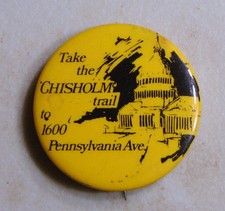 Take
the
"CHISHOLM"
trail
to
1600
Pennsylvania Ave.